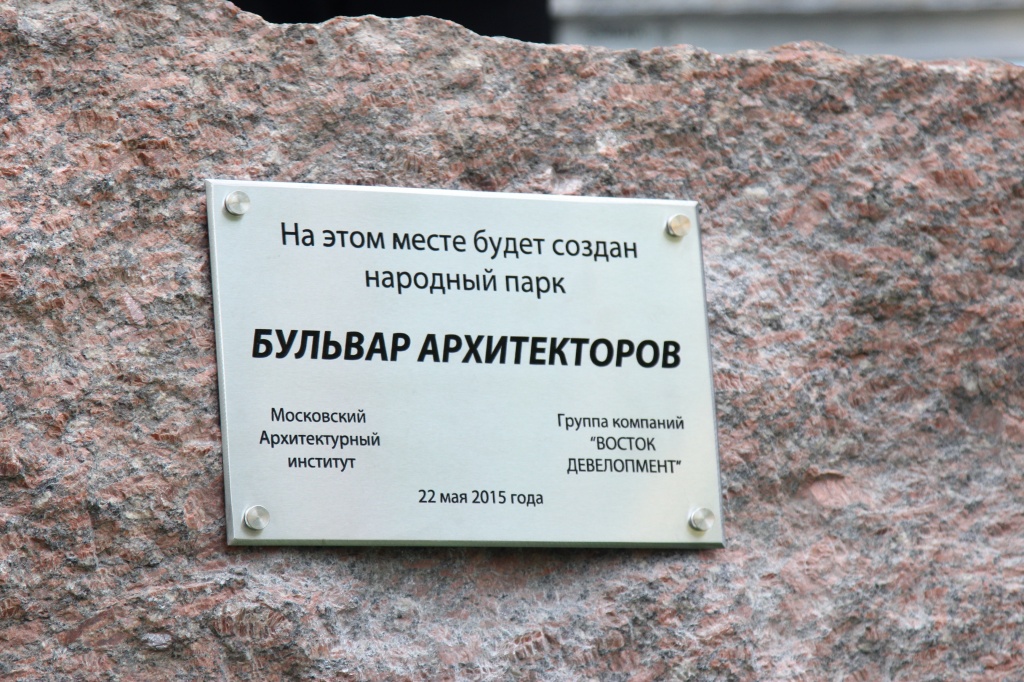 На этом месте будет создан
народный парк
БУЛЬВАР АРХИТЕКТОРОВ
Московский
Архитектурный
институт
Группа компаний
"ВОСТОК
ДЕВЕЛОПМЕНТ"
22 мая 2015 года